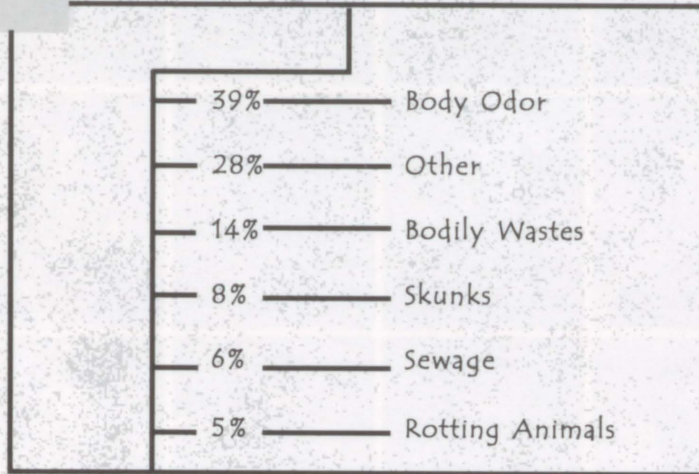 39% Body Odor
28% Other
14% Bodily Wastes
8% Skunks
6% Sewage
5% Rotting Animals